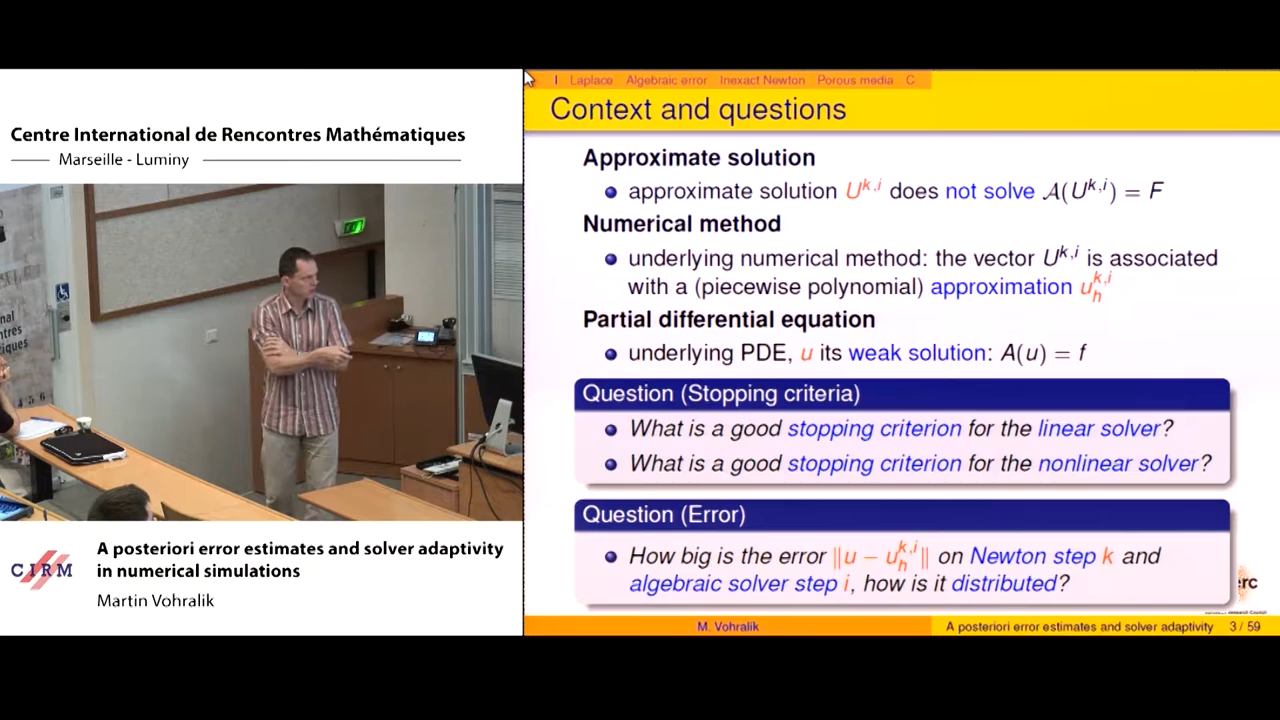 Centre International de Rencontres Mathématiques
Marseille - Luminy
CIRM
A posteriori error estimates and solver adaptivity
in numerical simulations
Martin Vohralik
I Laplace Algebraic error Inexact Newton Porous media C
Context and questions
Approximate solution
approximate solution U^{k,i} does not solve 𝒜(U^{k,i}) = F
Numerical method
underlying numerical method: the vector U^{k,i} is associated
with a (piecewise polynomial) approximation u_h^{k,i}
Partial differential equation
underlying PDE, u its weak solution: A(u) = f
Question (Stopping criteria)
What is a good stopping criterion for the linear solver?
What is a good stopping criterion for the nonlinear solver?
Question (Error)
How big is the error ‖u − u_h^{k,i}‖ on Newton step k and
algebraic solver step i, how is it distributed?
erc
M. Vohralík
A posteriori error estimates and solver adaptivity 3 / 59